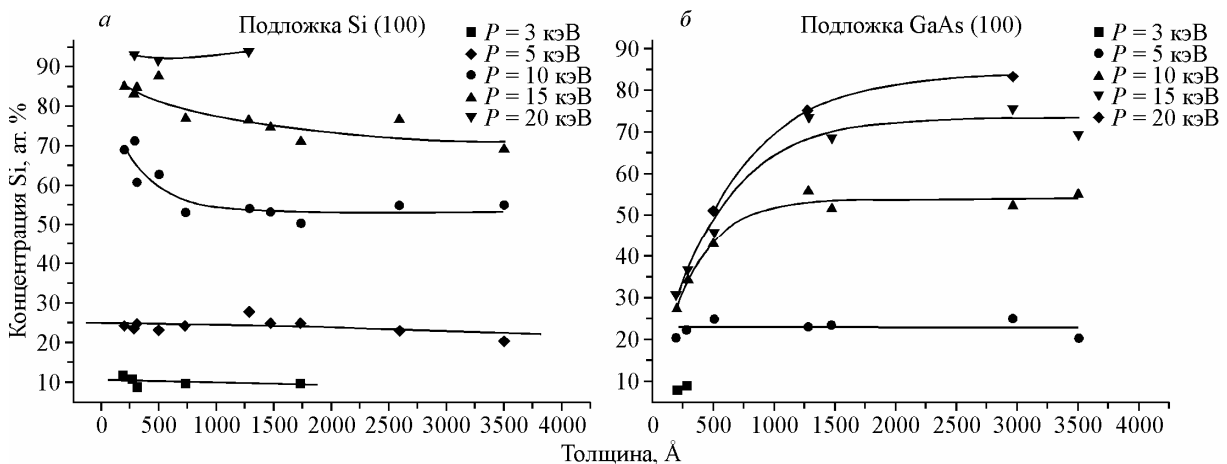 а
Подложка Si (100)
P = 3 кэВ
P = 5 кэВ
P = 10 кэВ
P = 15 кэВ
P = 20 кэВ
Концентрация Si, ат. %
90
80
70
60
50
40
30
20
10
0
500
1000
1500
2000
2500
3000
3500
4000
б
Подложка GaAs (100)
P = 3 кэВ
P = 5 кэВ
P = 10 кэВ
P = 15 кэВ
P = 20 кэВ
90
80
70
60
50
40
30
20
10
0
500
1000
1500
2000
2500
3000
3500
4000
Толщина, Å